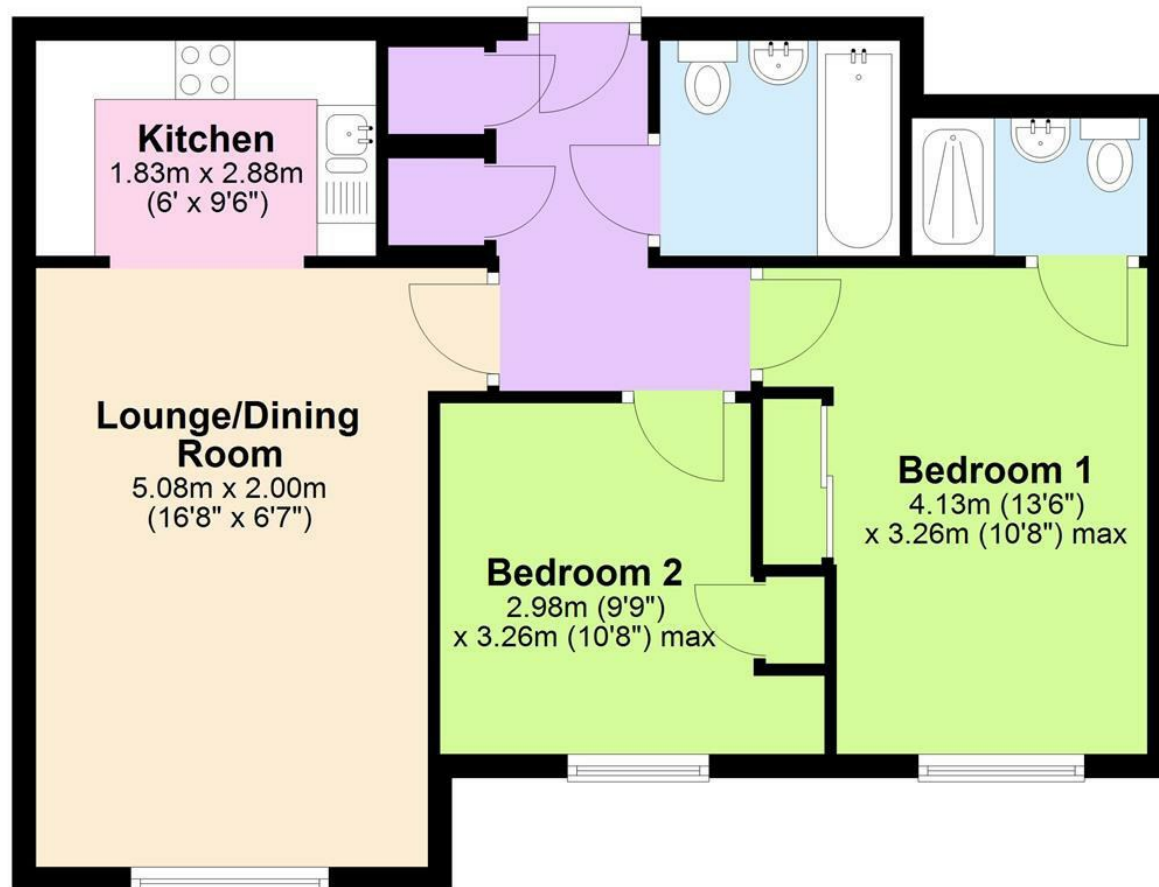 Kitchen
1.83m x 2.88m
(6' x 9'6")
Lounge/Dining
Room
5.08m x 2.00m
(16'8" x 6'7")
Bedroom 1
4.13m (13'6")
x 3.26m (10'8") max
Bedroom 2
2.98m (9'9")
x 3.26m (10'8") max